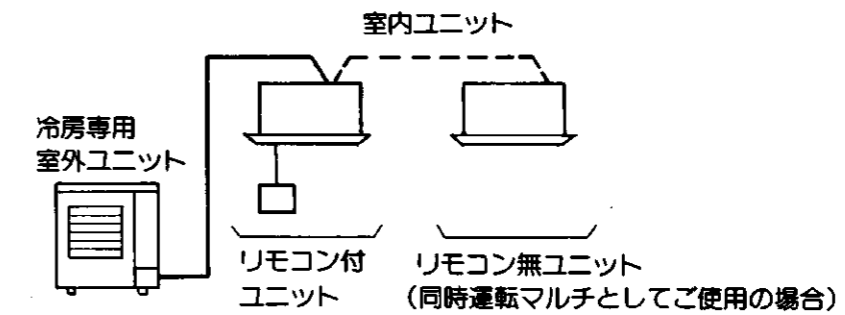 室内ユニット
冷房専用
室外ユニット
リモコン付
ユニット
リモコン無ユニット
(同時運転マルチとしてご使用の場合)